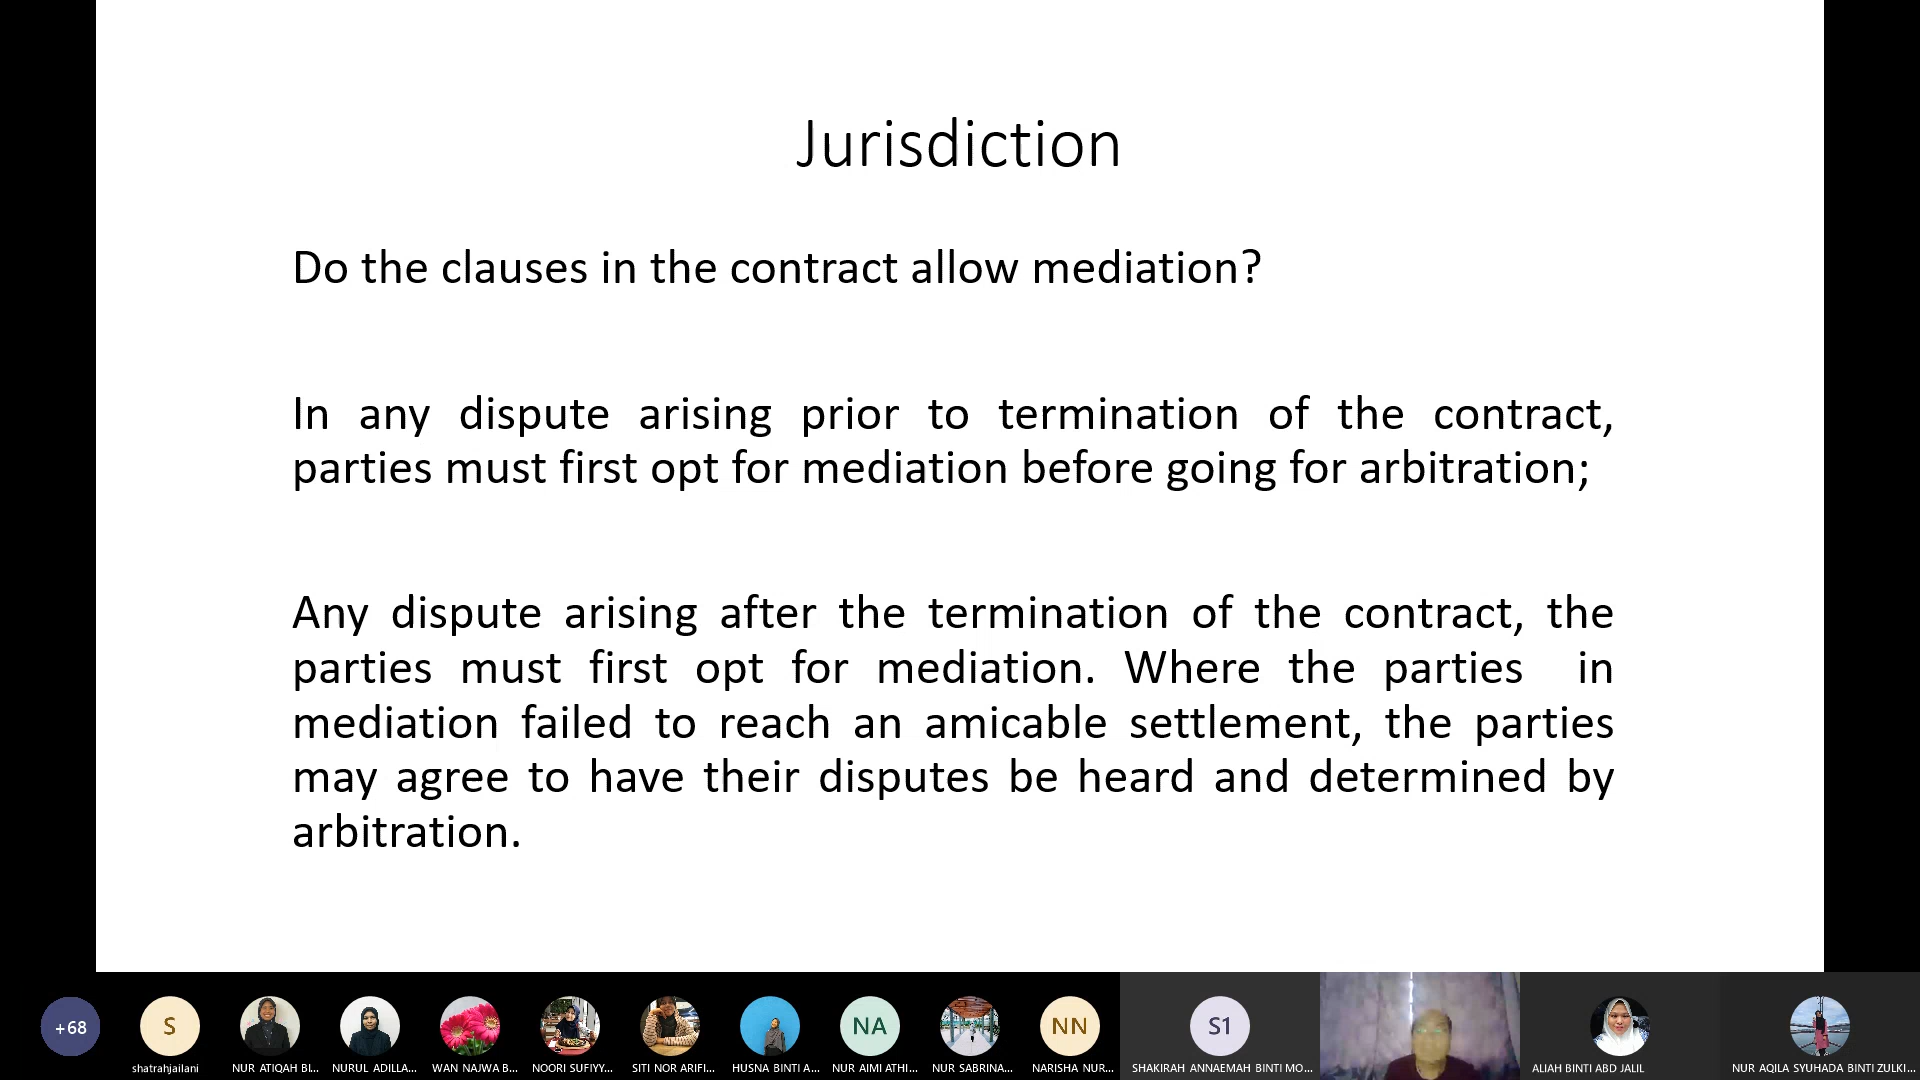 Jurisdiction
Do the clauses in the contract allow mediation?
In any dispute arising prior to termination of the contract,
parties must first opt for mediation before going for arbitration;
Any dispute arising after the termination of the contract, the
parties must first opt for mediation. Where the parties in
mediation failed to reach an amicable settlement, the parties
may agree to have their disputes be heard and determined by
arbitration.
+68
S
NA
NN
S1
shatrahjailani
NUR ATIQAH BI...
NURUL ADILLA...
WAN NAJWA B...
NOORI SUFIYY...
SITI NOR ARIFI...
HUSNA BINTI A...
NUR AIMI ATHI...
NUR SABRINA...
NARISHA NUR...
SHAKIRAH ANNAEMAH BINTI MO...
ALIAH BINTI ABD JALIL
NUR AQILA SYUHADA BINTI ZULKI...